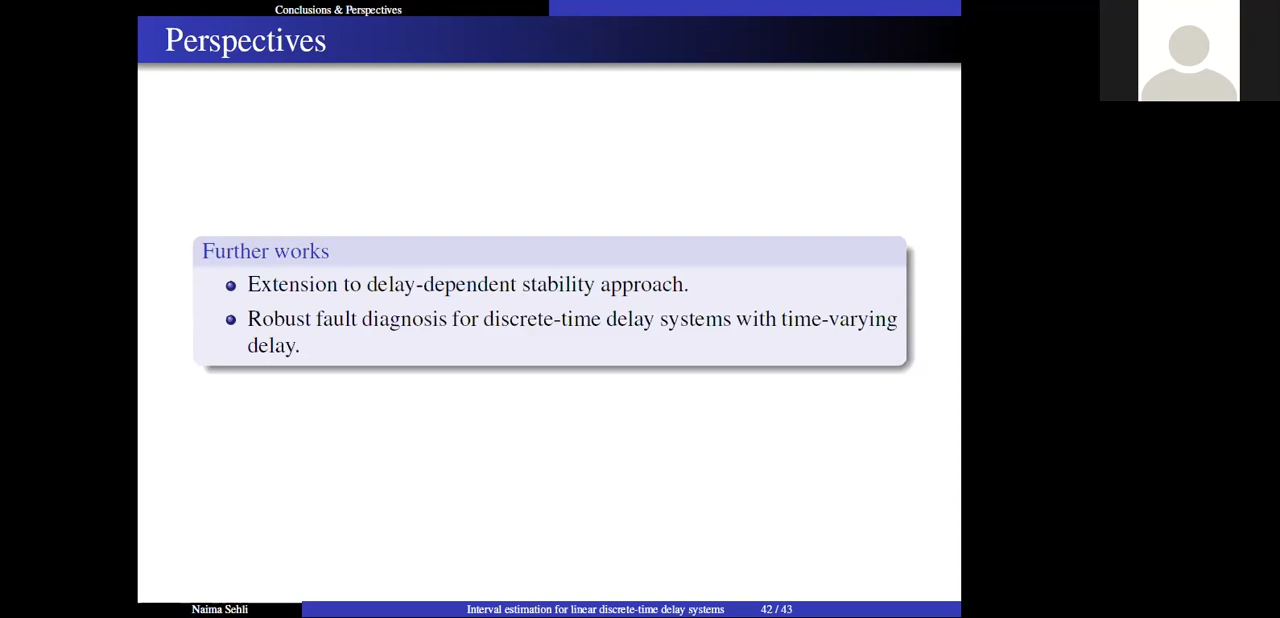 Conclusions & Perspectives
Perspectives
Further works
Extension to delay-dependent stability approach.
Robust fault diagnosis for discrete-time delay systems with time-varying
delay.
Naima Sehli
Interval estimation for linear discrete-time delay systems
42 / 43